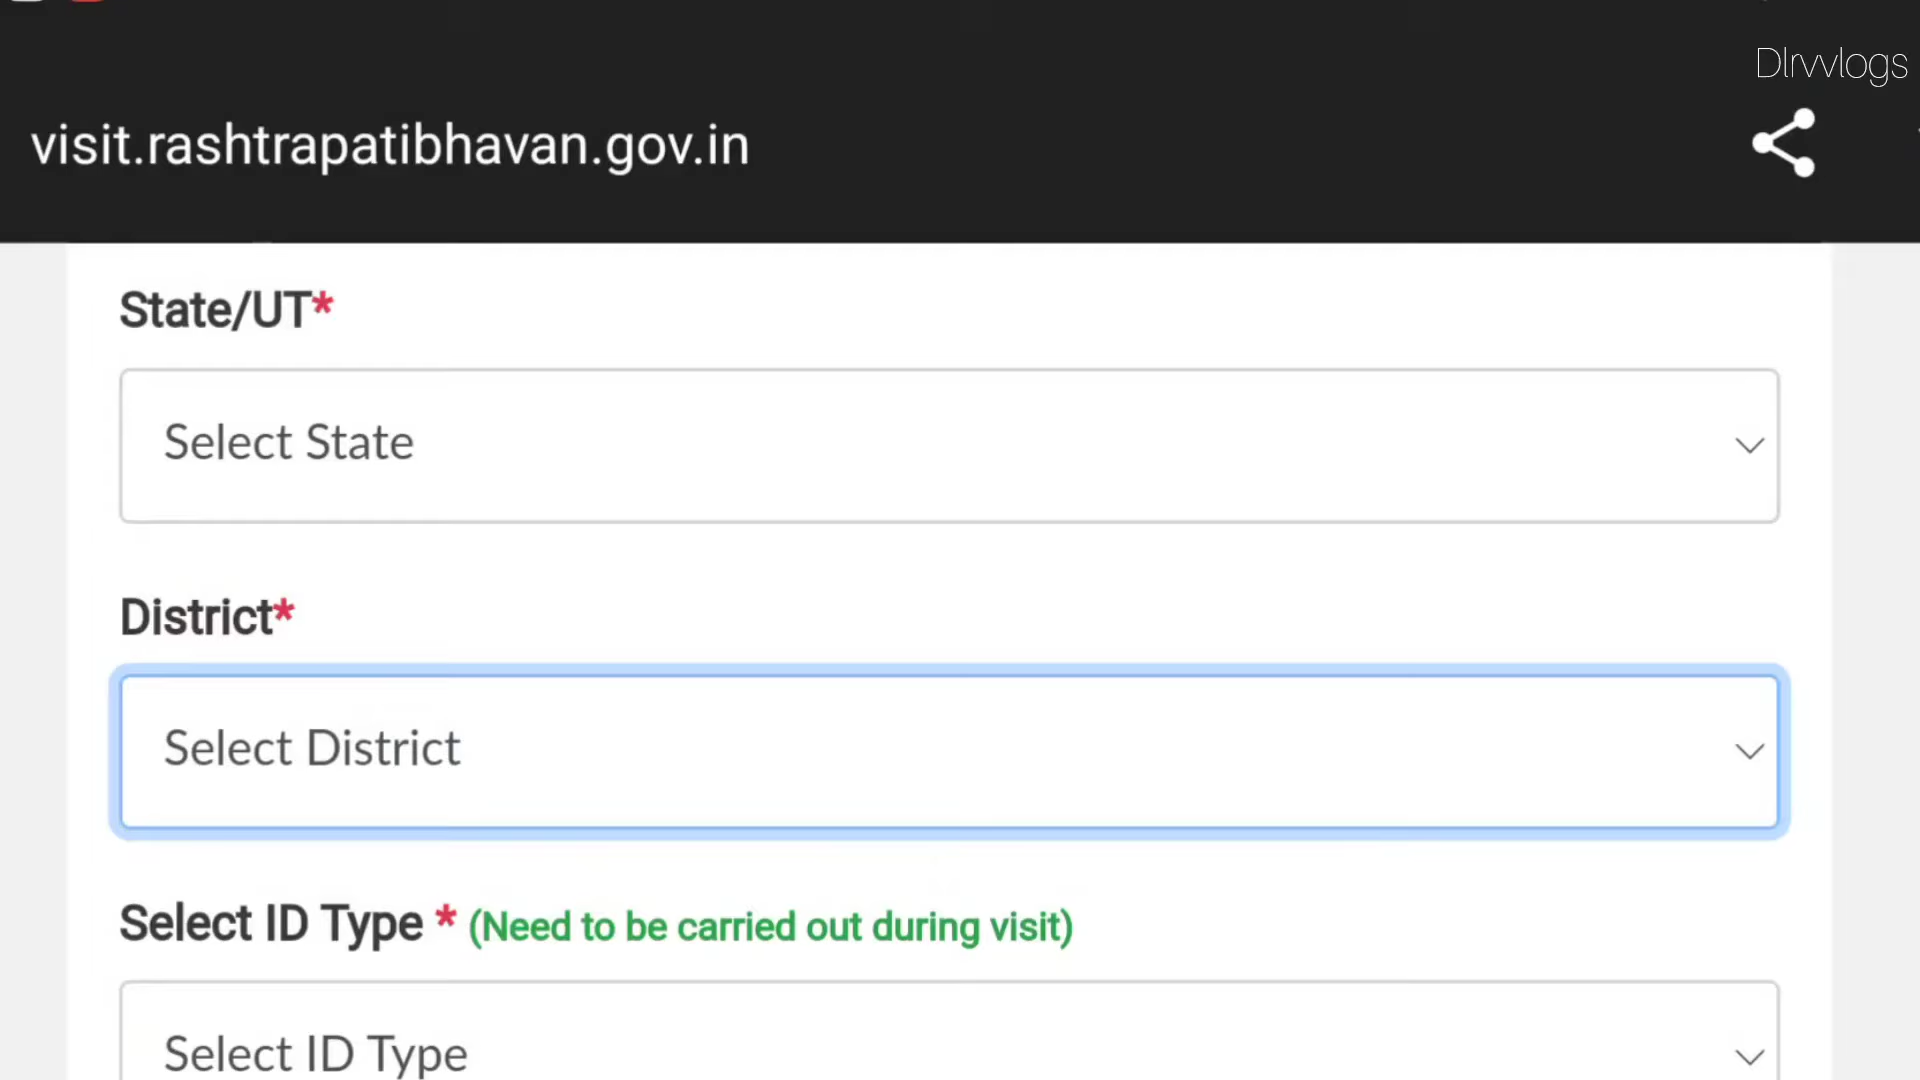 Dlrvvlogs
visit.rashtrapatibhavan.gov.in
State/UT*
Select State
District*
Select District
Select ID Type * (Need to be carried out during visit)
Select ID Type